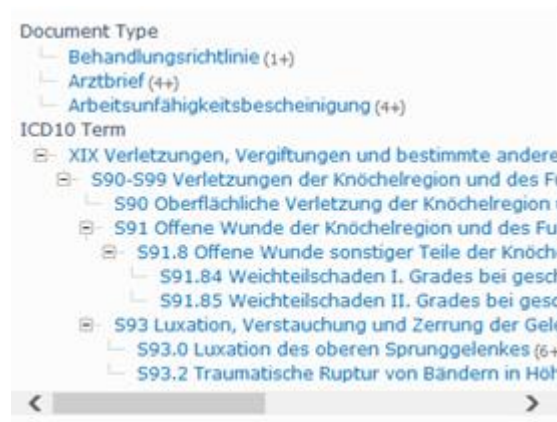 Document Type
Behandlungsrichtlinie (1+)
Arztbrief (4+)
Arbeitsunfähigkeitsbescheinigung (4+)
ICD10 Term
XIX Verletzungen, Vergiftungen und bestimmte andere
S90-S99 Verletzungen der Knöchelregion und des F
S90 Oberflächliche Verletzung der Knöchelregion
S91 Offene Wunde der Knöchelregion und des Fu
S91.8 Offene Wunde sonstiger Teile der Knöch
S91.84 Weichteilschaden I. Grades bei gesch
S91.85 Weichteilschaden II. Grades bei gesc
S93 Luxation, Verstauchung und Zerrung der Gele
S93.0 Luxation des oberen Sprunggelenkes (6+
S93.2 Traumatische Ruptur von Bändern in Höh